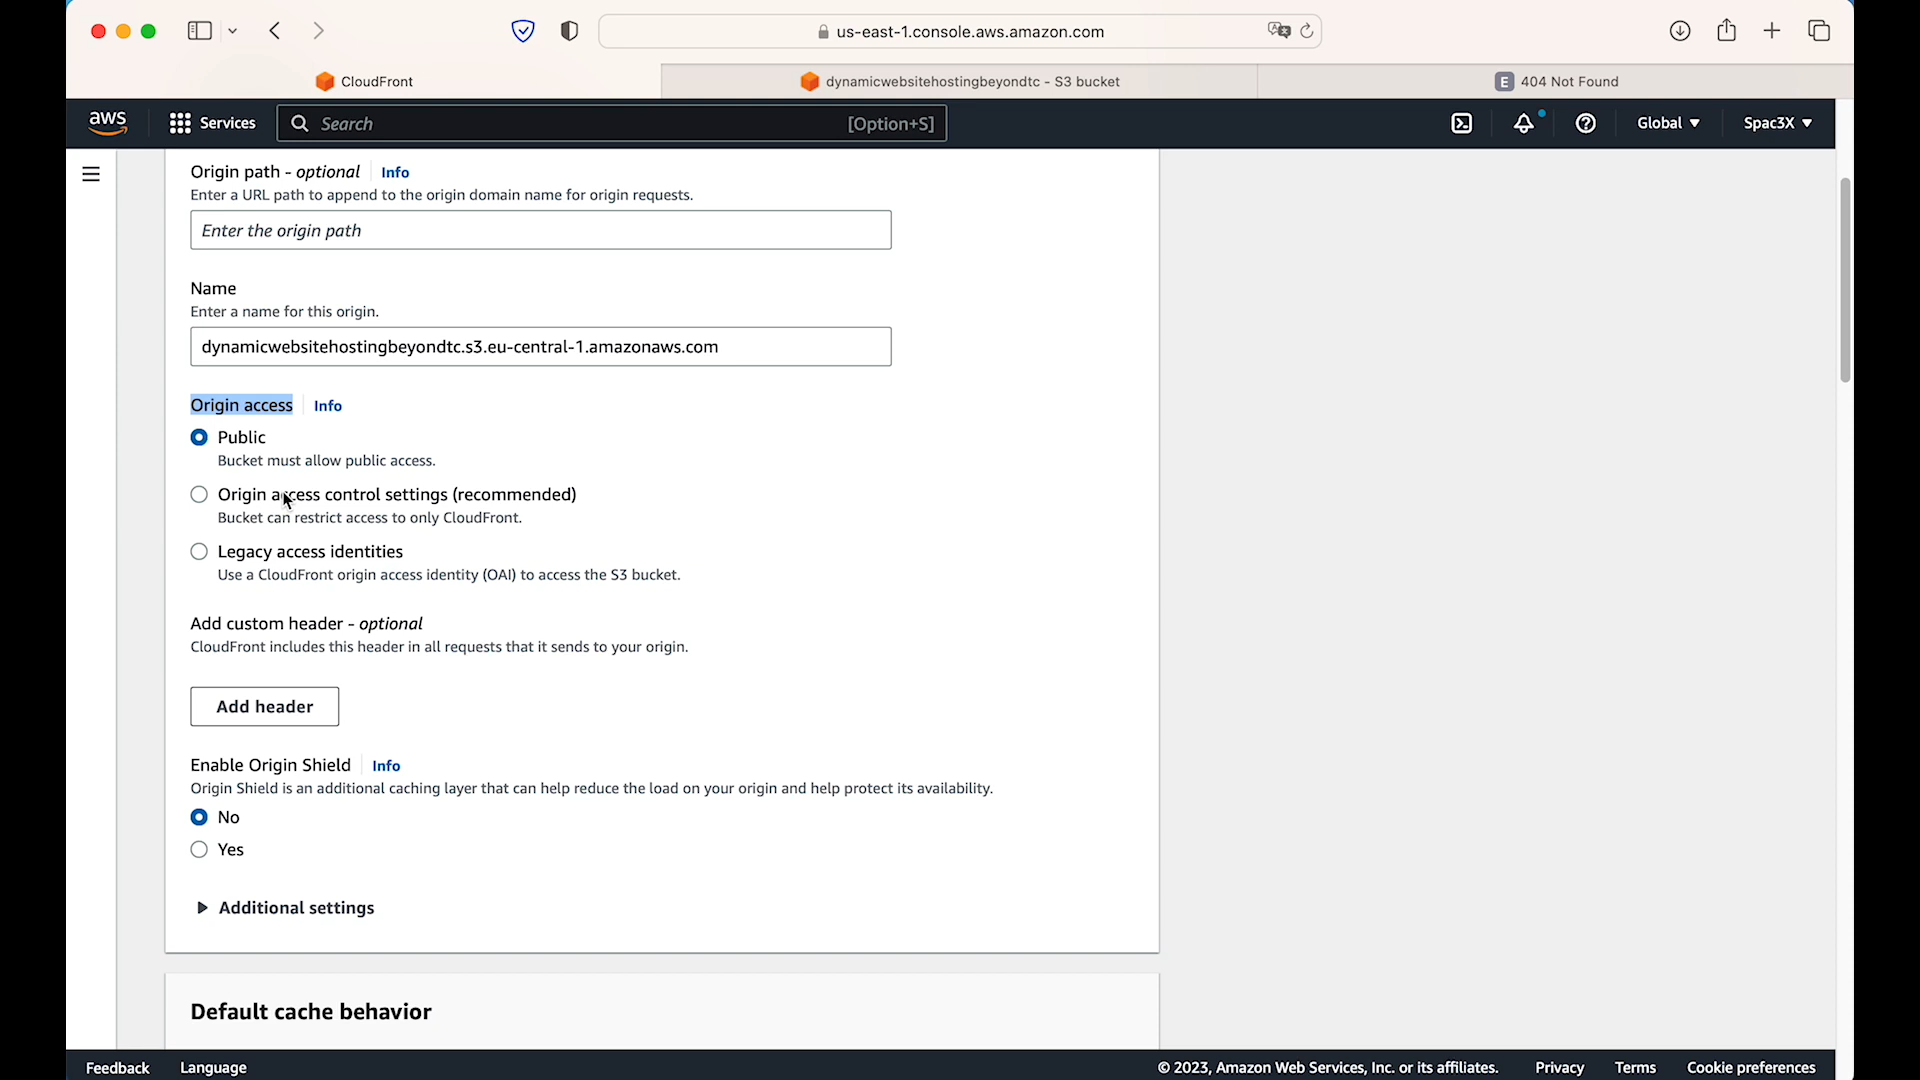 us-east-1.console.aws.amazon.com
CloudFront
dynamicwebsitehostingbeyondtc - S3 bucket
E 404 Not Found
aws
Services
Search
[Option+S]
Global
Spac3X
Origin path - optional
Info
Enter a URL path to append to the origin domain name for origin requests.
Enter the origin path
Name
Enter a name for this origin.
dynamicwebsitehostingbeyondtc.s3.eu-central-1.amazonaws.com
Origin access
Info
Public
Bucket must allow public access.
Origin access control settings (recommended)
Bucket can restrict access to only CloudFront.
Legacy access identities
Use a CloudFront origin access identity (OAI) to access the S3 bucket.
Add custom header - optional
CloudFront includes this header in all requests that it sends to your origin.
Add header
Enable Origin Shield
Info
Origin Shield is an additional caching layer that can help reduce the load on your origin and help protect its availability.
No
Yes
Additional settings
Default cache behavior
Feedback
Language
© 2023, Amazon Web Services, Inc. or its affiliates.
Privacy
Terms
Cookie preferences